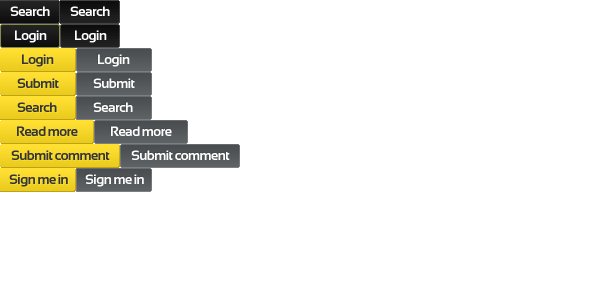 Search Search
Login Login
Login Login
Submit Submit
Search Search
Read more Read more
Submit comment Submit comment
Sign me in Sign me in